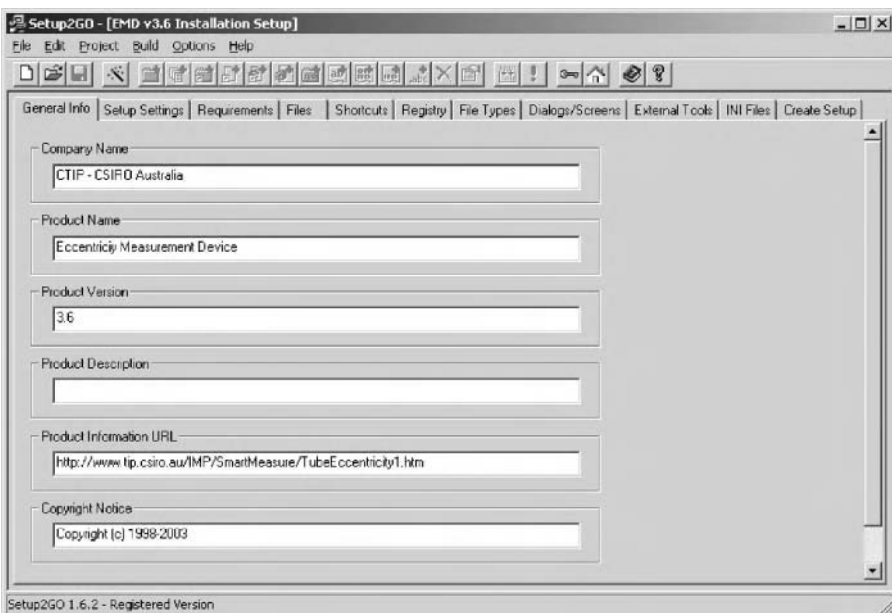 Setup2GO - [EMD v3.6 Installation Setup]
File Edit Project Build Options Help
General Info Setup Settings Requirements Files Shortcuts Registry File Types Dialogs/Screens External Tools INI Files Create Setup
Company Name
CTIP - CSIRO Australia
Product Name
Eccentriciy Measurement Device
Product Version
3.6
Product Description
Product Information URL
http://www.tip.csiro.au/IMP/SmartMeasure/TubeEccentricity1.htm
Copyright Notice
Copyright (c) 1998-2003
Setup2GO 1.6.2 - Registered Version